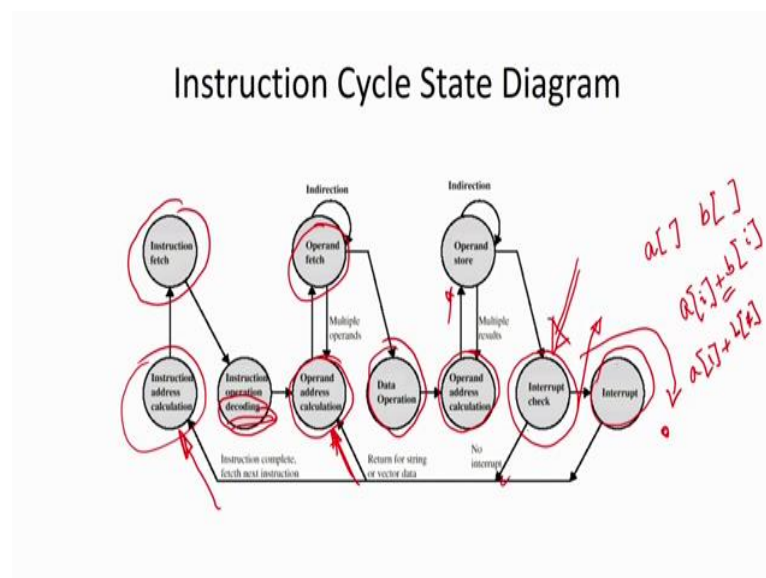 Instruction Cycle State Diagram
Indirection
Indirection
Instruction
fetch
Operand
fetch
Operand
store
Multiple
operands
Multiple
results
Instruction
address
calculation
Instruction
operation
decoding
Operand
address
calculation
Data
Operation
Operand
address
calculation
Interrupt
check
Interrupt
Instruction complete,
fetcth next instruction
Return for string
or vector data
No
interrupt
a[ ] b[ ]
a[i]+b[i]